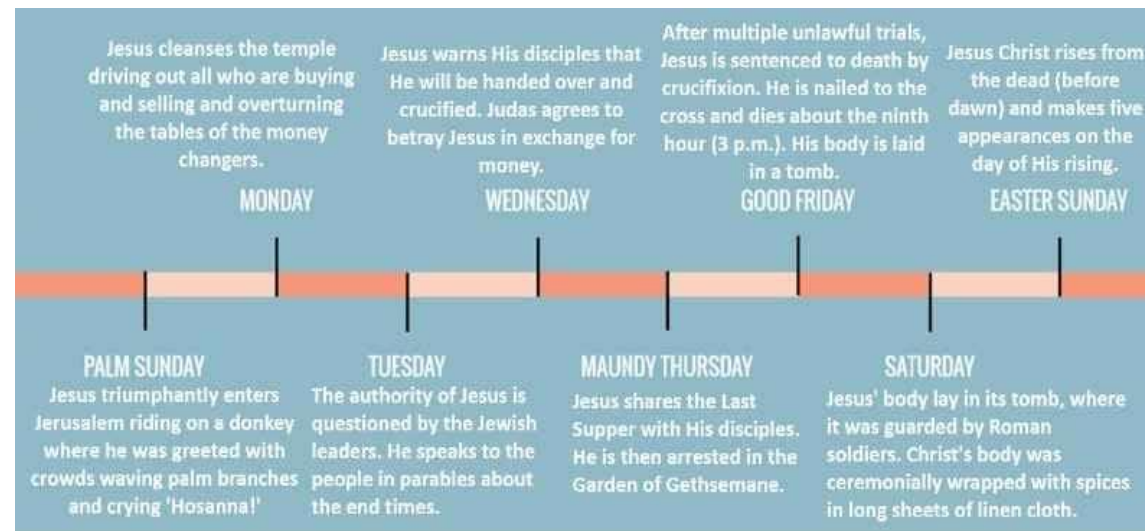 Jesus cleanses the temple
driving out all who are buying
and selling and overturning
the tables of the money
changers.
MONDAY
Jesus warns His disciples that
He will be handed over and
crucified. Judas agrees to
betray Jesus in exchange for
money.
WEDNESDAY
After multiple unlawful trials,
Jesus is sentenced to death by
crucifixion. He is nailed to the
cross and dies about the ninth
hour (3 p.m.). His body is laid
in a tomb.
GOOD FRIDAY
Jesus Christ rises from
the dead (before
dawn) and makes five
appearances on the
day of His rising.
EASTER SUNDAY
PALM SUNDAY
Jesus triumphantly enters
Jerusalem riding on a donkey
where he was greeted with
crowds waving palm branches
and crying 'Hosanna!'
TUESDAY
The authority of Jesus is
questioned by the Jewish
leaders. He speaks to the
people in parables about
the end times.
MAUNDY THURSDAY
Jesus shares the Last
Supper with His disciples.
He is then arrested in the
Garden of Gethsemane.
SATURDAY
Jesus' body lay in its tomb, where
it was guarded by Roman
soldiers. Christ's body was
ceremonially wrapped with spices
in long sheets of linen cloth.